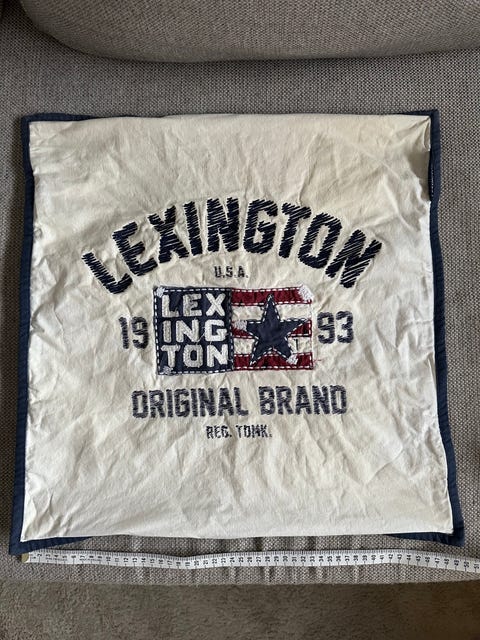 LEXINGTON
U.S.A.
19 LEX 93
ING
TON
ORIGINAL BRAND
REG. TDMK.